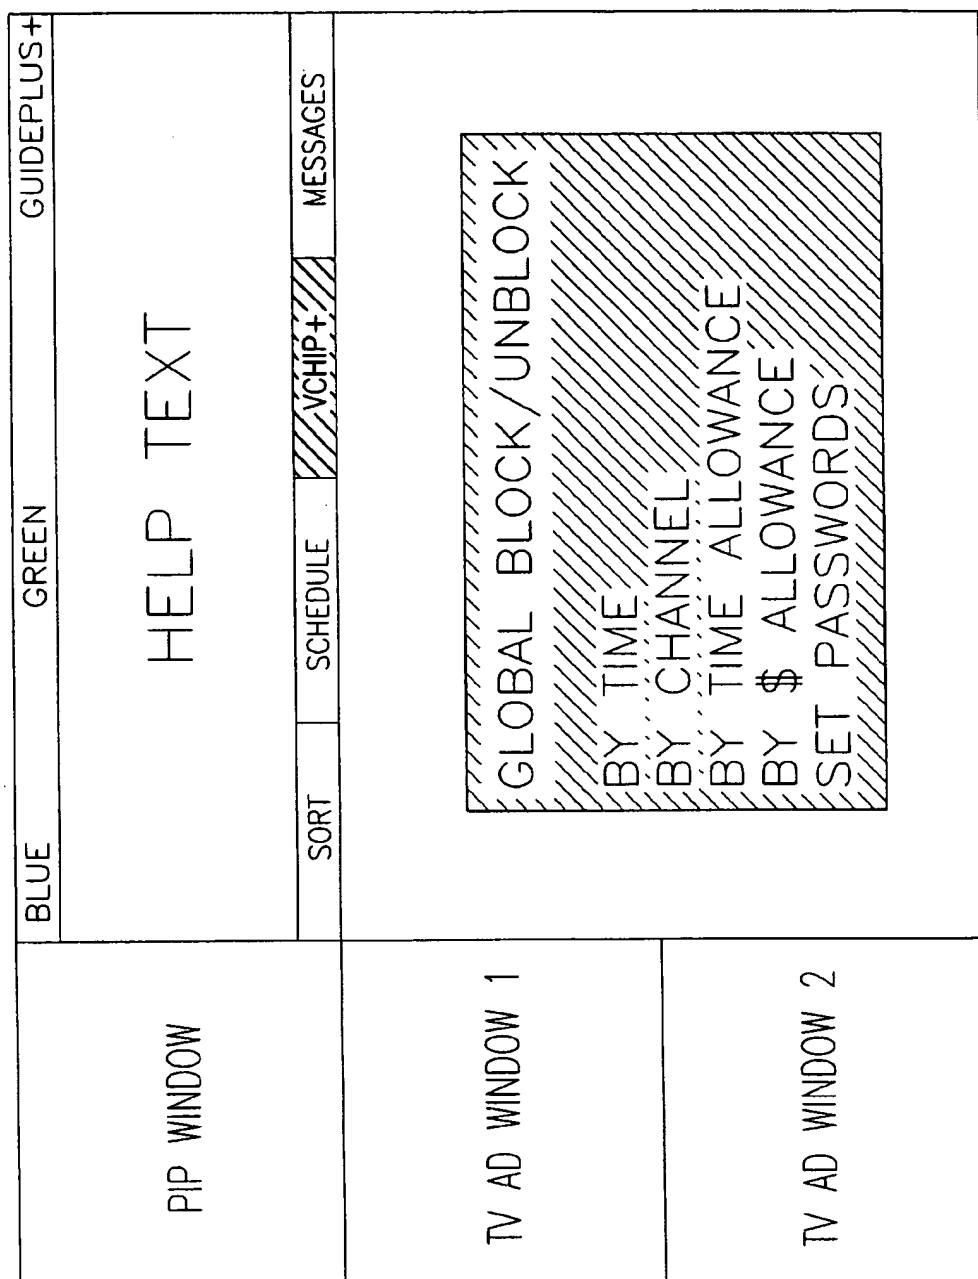 BLUE GREEN GUIDEPLUS+
PIP WINDOW
HELP TEXT
SORT SCHEDULE VCHIP+ MESSAGES
TV AD WINDOW 1
TV AD WINDOW 2
GLOBAL BLOCK/UNBLOCK
BY TIME
BY CHANNEL
BY TIME ALLOWANCE
BY $ ALLOWANCE
SET PASSWORDS